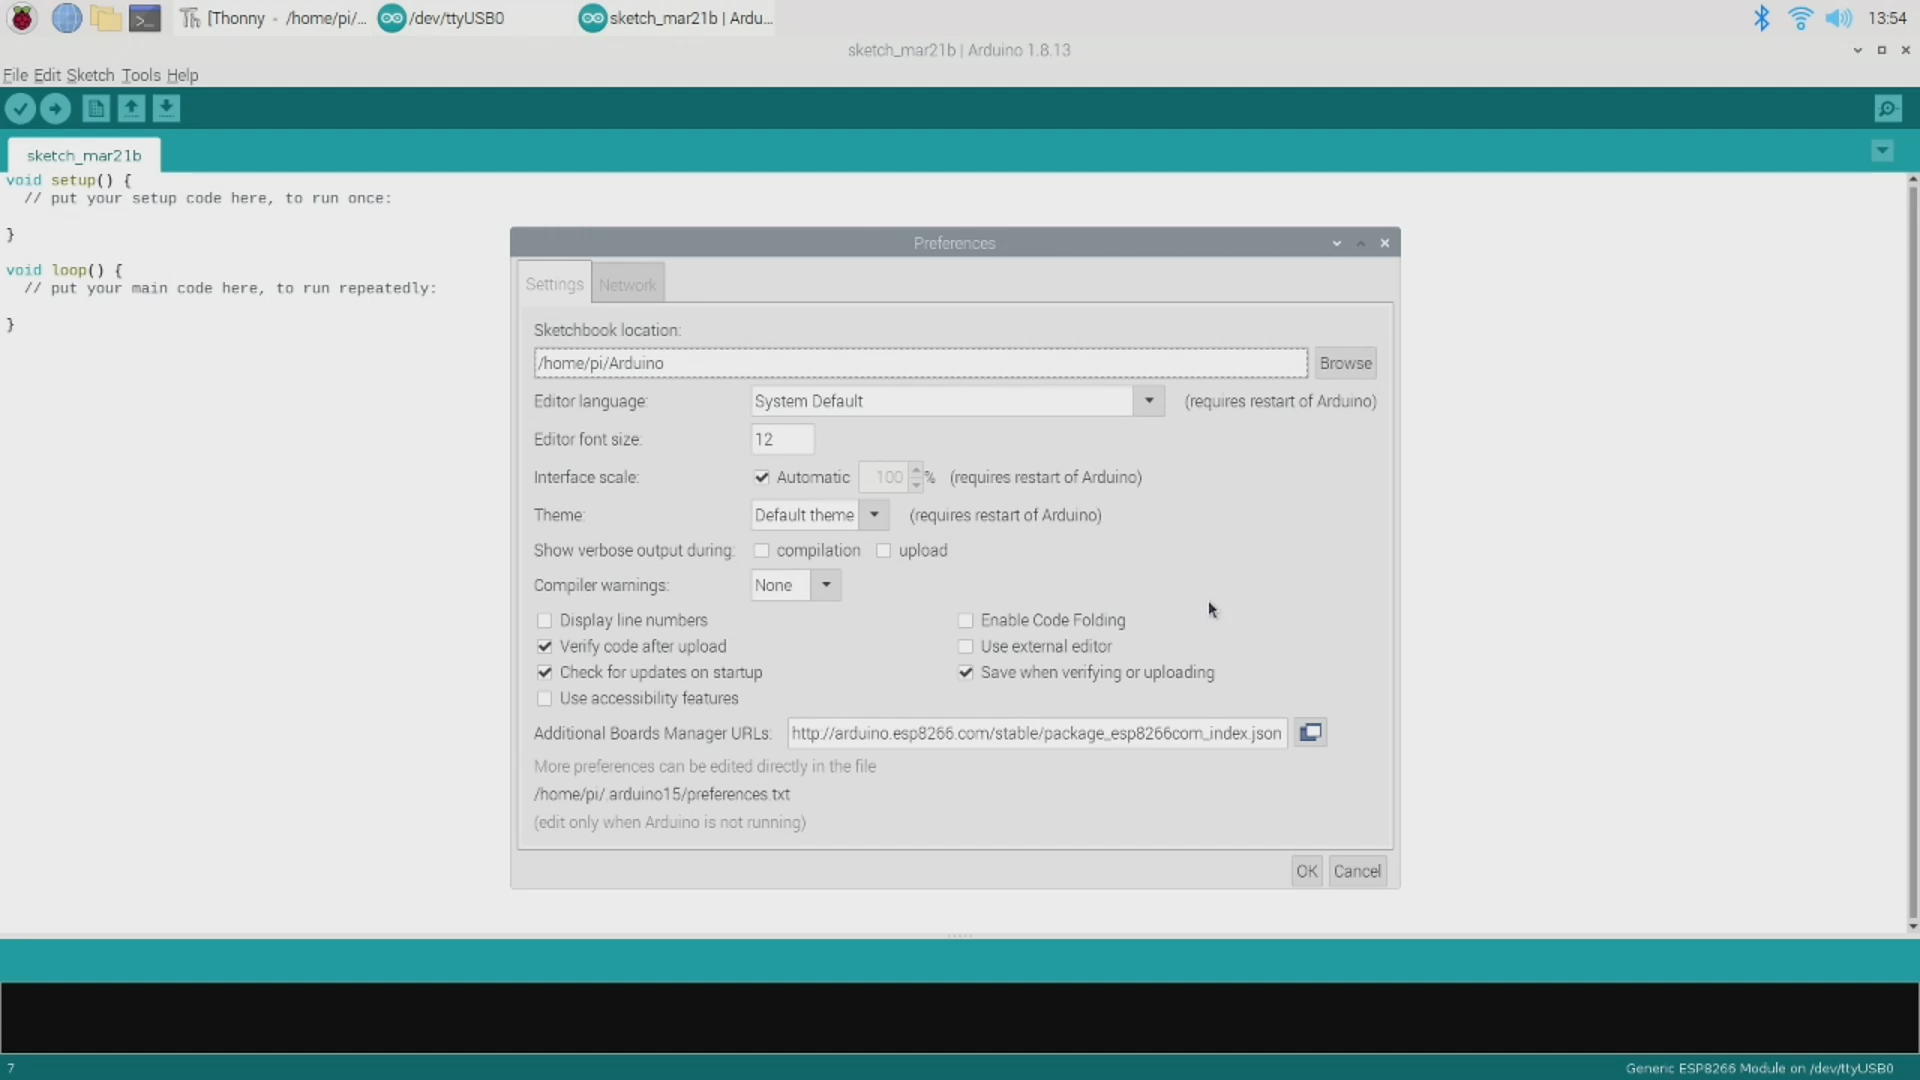 [Thonny - /home/pi/...
/dev/ttyUSB0
sketch_mar21b | Ardu...
13:54
sketch_mar21b | Arduino 1.8.13
File Edit Sketch Tools Help
sketch_mar21b
void setup() {
// put your setup code here, to run once:
}
void loop() {
// put your main code here, to run repeatedly:
}
Preferences
Settings Network
Sketchbook location:
/home/pi/Arduino Browse
Editor language: System Default (requires restart of Arduino)
Editor font size: 12
Interface scale: Automatic 100 % (requires restart of Arduino)
Theme: Default theme (requires restart of Arduino)
Show verbose output during: compilation upload
Compiler warnings: None
Display line numbers Enable Code Folding
Verify code after upload Use external editor
Check for updates on startup Save when verifying or uploading
Use accessibility features
Additional Boards Manager URLs: http://arduino.esp8266.com/stable/package_esp8266com_index.json
More preferences can be edited directly in the file
/home/pi/.arduino15/preferences.txt
(edit only when Arduino is not running)
OK Cancel
7 Generic ESP8266 Module on /dev/ttyUSB0